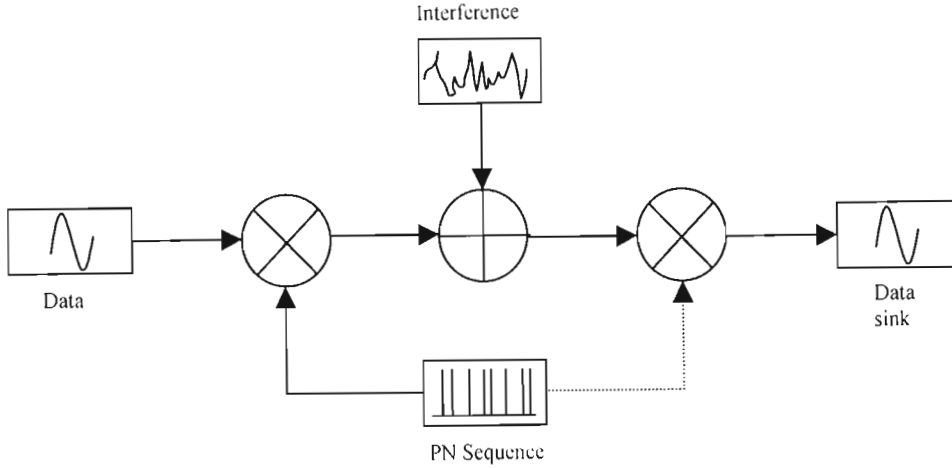 Interference
Data
Data
sink
PN Sequence